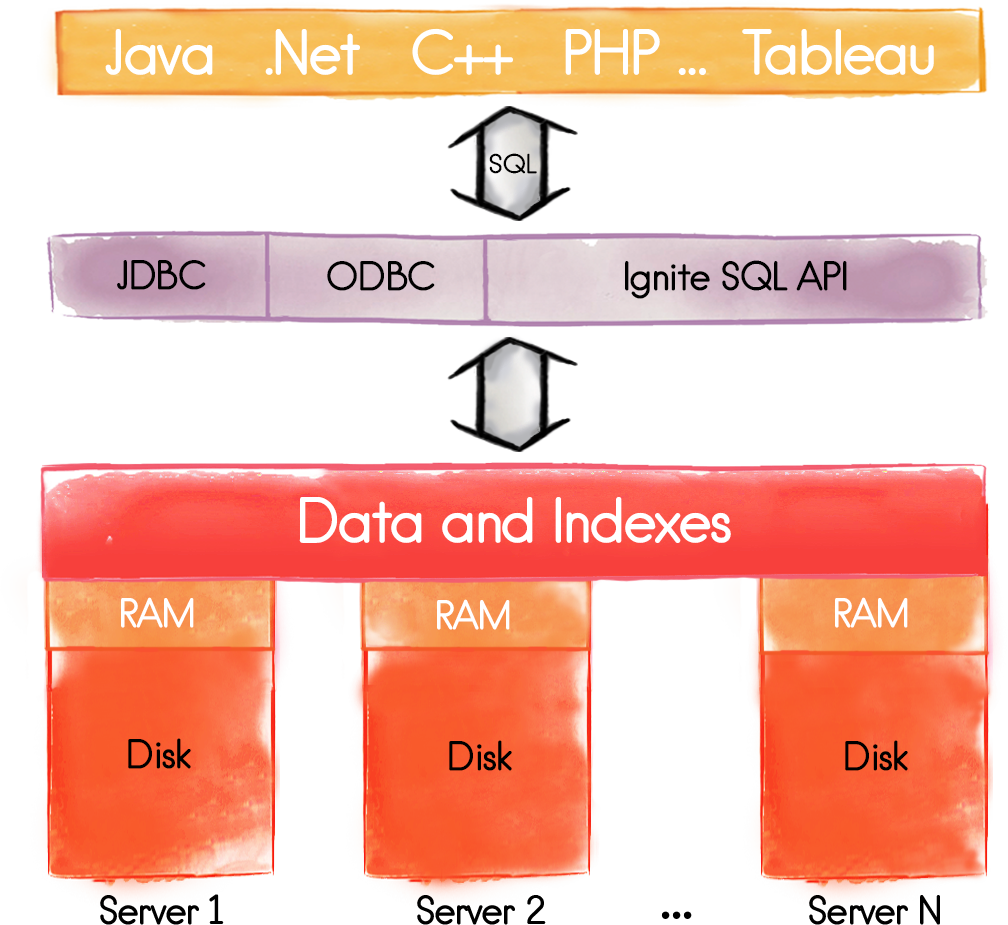 Java .Net C++ PHP ... Tableau
SQL
JDBC ODBC Ignite SQL API
Data and Indexes
RAM RAM RAM
Disk Disk Disk
Server 1 Server 2 ... Server N